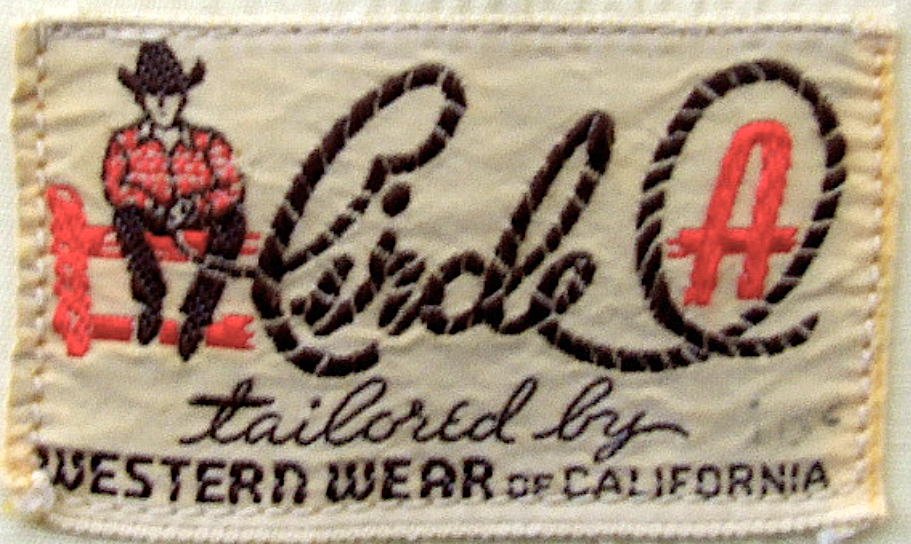 Circle A
tailored by
WESTERN WEAR OF CALIFORNIA